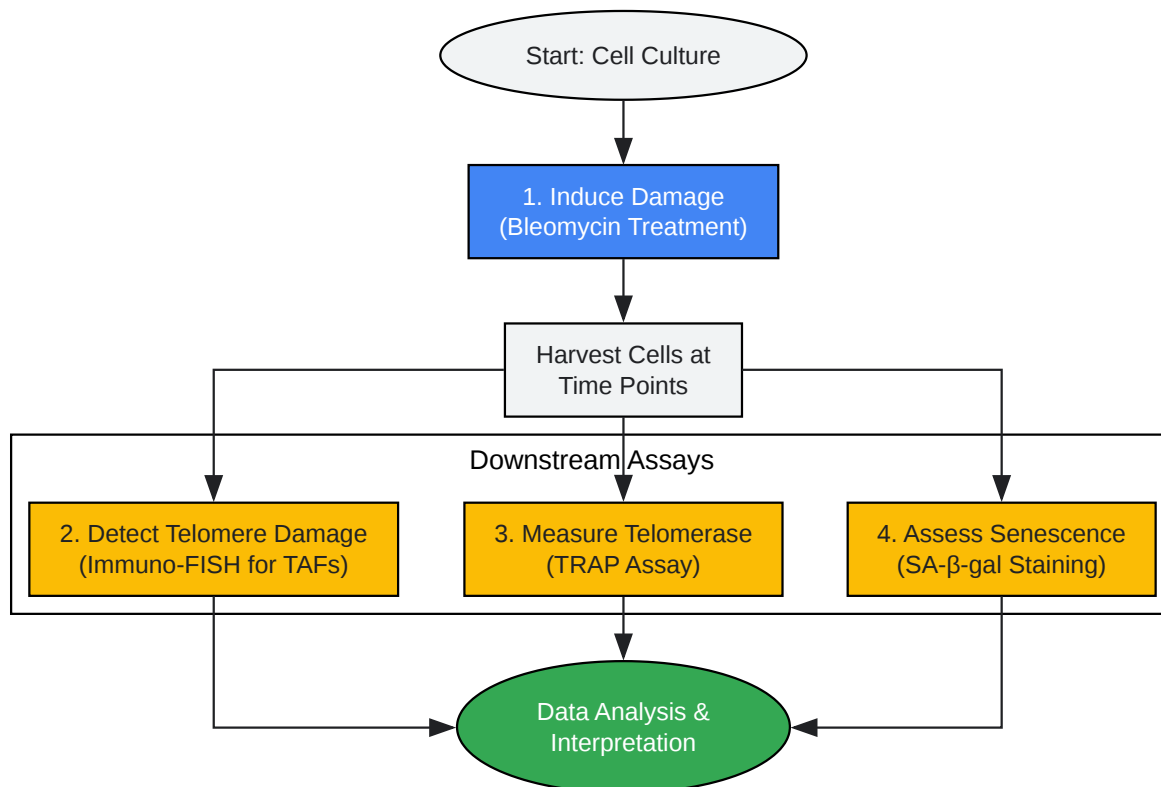 Start: Cell Culture
1. Induce Damage
(Bleomycin Treatment)
Harvest Cells at
Time Points
Downstream Assays
2. Detect Telomere Damage
(Immuno-FISH for TAFs)
3. Measure Telomerase
(TRAP Assay)
4. Assess Senescence
(SA-β-gal Staining)
Data Analysis &
Interpretation